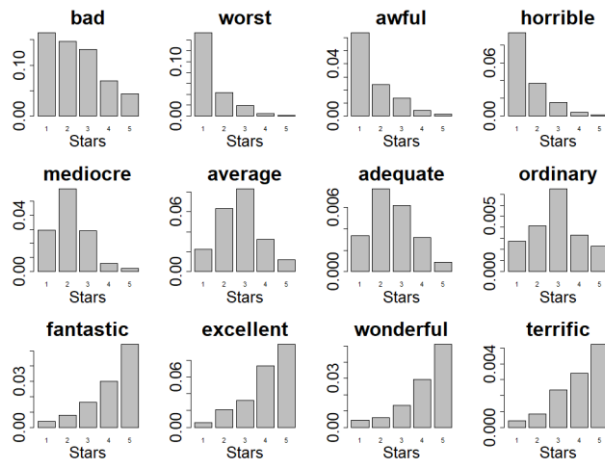 bad worst awful horrible
0.00 0.10
0.00 0.10
0.00 0.04
0.00 0.06
1 2 3 4 5 1 2 3 4 5 1 2 3 4 5 1 2 3 4 5
Stars Stars Stars Stars
mediocre average adequate ordinary
0.00 0.04
0.00 0.06
0.000 0.006
0.000 0.005
1 2 3 4 5 1 2 3 4 5 1 2 3 4 5 1 2 3 4 5
Stars Stars Stars Stars
fantastic excellent wonderful terrific
0.00 0.03
0.00 0.06
0.00 0.03
0.000 0.004
1 2 3 4 5 1 2 3 4 5 1 2 3 4 5 1 2 3 4 5
Stars Stars Stars Stars